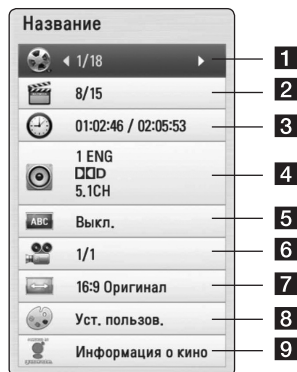 Название
1/18
1
8/15
2
01:02:46 / 02:05:53
3
1 ENG
D
5.1CH
4
ABC
Выкл.
5
1/1
6
16:9 Оригинал
7
Уст. пользов.
8
Информация о кино
9